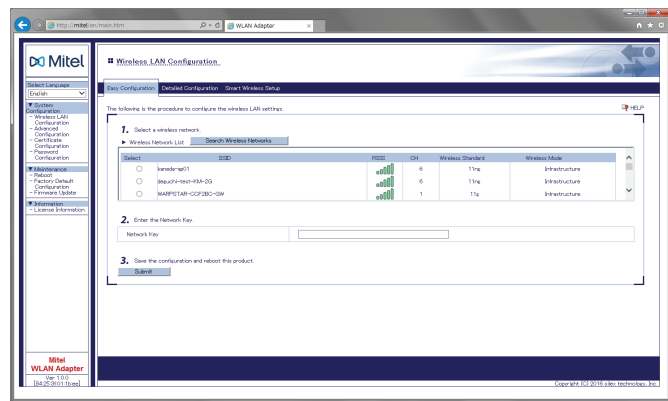 http://mitel/en/main.htm
WLAN Adapter
Mitel
Wireless LAN Configuration
Select Language
English
▼ System
Configuration
- Wireless LAN
Configuration
- Advanced
Configuration
- Certificate
Configuration
- Password
Configuration
▼ Maintenance
- Reboot
- Factory Default
Configuration
- Firmware Update
▼ Information
- License Information
Easy Configuration Detailed Configuration Smart Wireless Setup
The following is the procedure to configure the wireless LAN settings.
HELP
1. Select a wireless network.
▶ Wireless Network List Search Wireless Networks
Select SSID RSSI CH Wireless Standard Wireless Mode
6 11ng Infrastructure
deguchi-test-KM-2G 6 11ng Infrastructure
WARPSTAR-CCF2BC-GW 1 11g Infrastructure
2. Enter the Network Key.
Network Key
3. Save the configuration and reboot this product.
Submit
Mitel
WLAN Adapter
Ver 1.0.0
Copyright (C) 2016 silex technology, Inc.